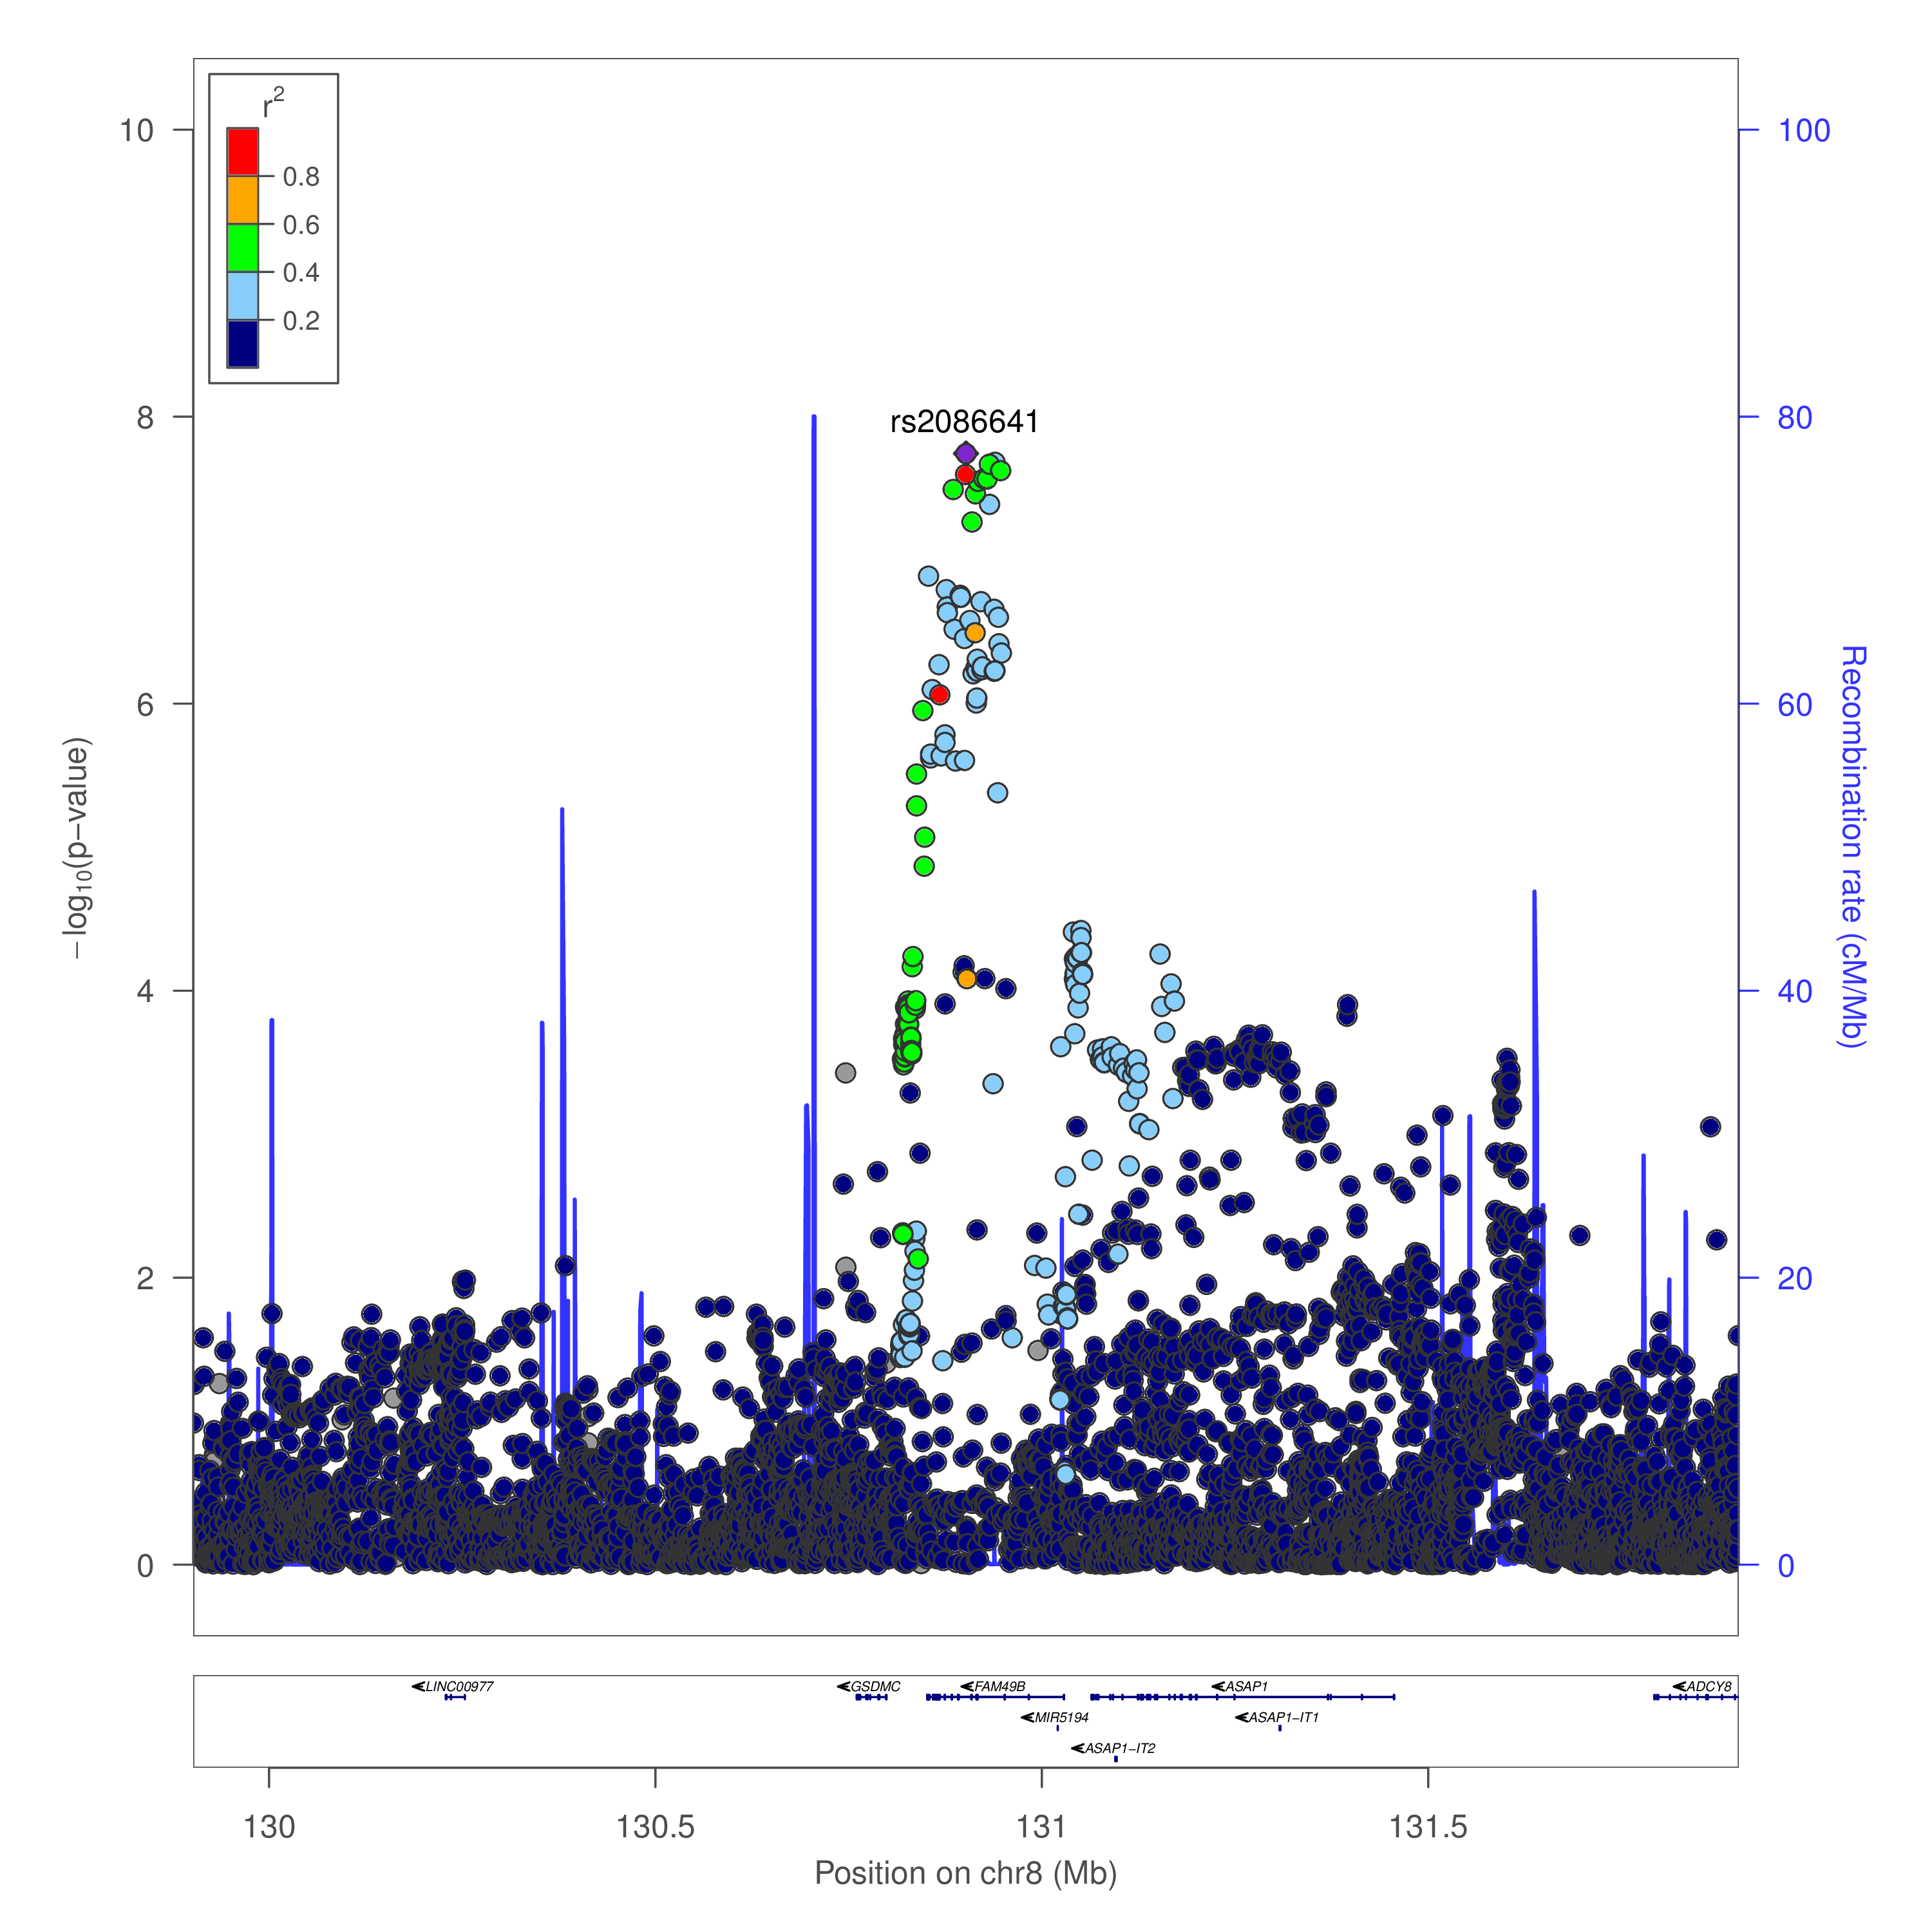 r2
0.8
0.6
0.4
0.2
rs2086641
10
8
6
4
2
0
−log10(p−value)
100
80
60
40
20
0
Recombination rate (cM/Mb)
LINC00977
GSDMC
FAM49B
ASAP1
ADCY8
MIR5194
ASAP1−IT1
ASAP1−IT2
130
130.5
131
131.5
Position on chr8 (Mb)